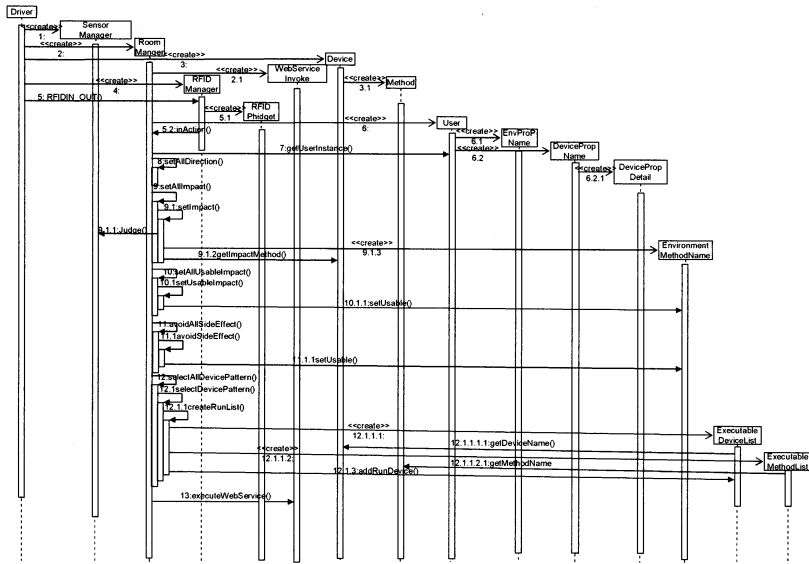 Driver
<<create>>
1:
Sensor
Manager
<<create>>
2:
Room
Manger
<<create>>
3:
Device
<<create>>
2.1
WebService
Invoke
<<create>>
3.1
Method
<<create>>
4:
RFID
Manager
5: RFIDIN_OUT()
<<create>>
5.1
RFID
Phidget
<<create>>
6:
User
5.2:inAction()
<<create>>
6.1
EnvProP
Name
7:getUserInstance()
<<create>>
6.2
DeviceProp
Name
8:setAllDirection()
<<create>>
6.2.1
DeviceProp
Detail
9:setAllImpact()
9.1:setImpact()
9.1.1:Judge()
<<create>>
9.1.3
Environment
MethodName
9.1.2getImpactMethod()
10:setAllUsableImpact()
10.1setUsableImpact()
10.1.1:setUsable()
11:avoidAllSideEffect()
11.1avoidSideEffect()
11.1.1setUsable()
12:selectAllDevicePattern()
12.1selectDevicePattern()
12.1.1createRunList()
<<create>>
12.1.1.1:
Executable
DeviceList
12.1.1.1.1:getDeviceName()
<<create>>
12.1.1.2:
Executable
MethodList
12.1.1.2.1:getMethodName
12.1.3:addRunDevice()
13:executeWebService()